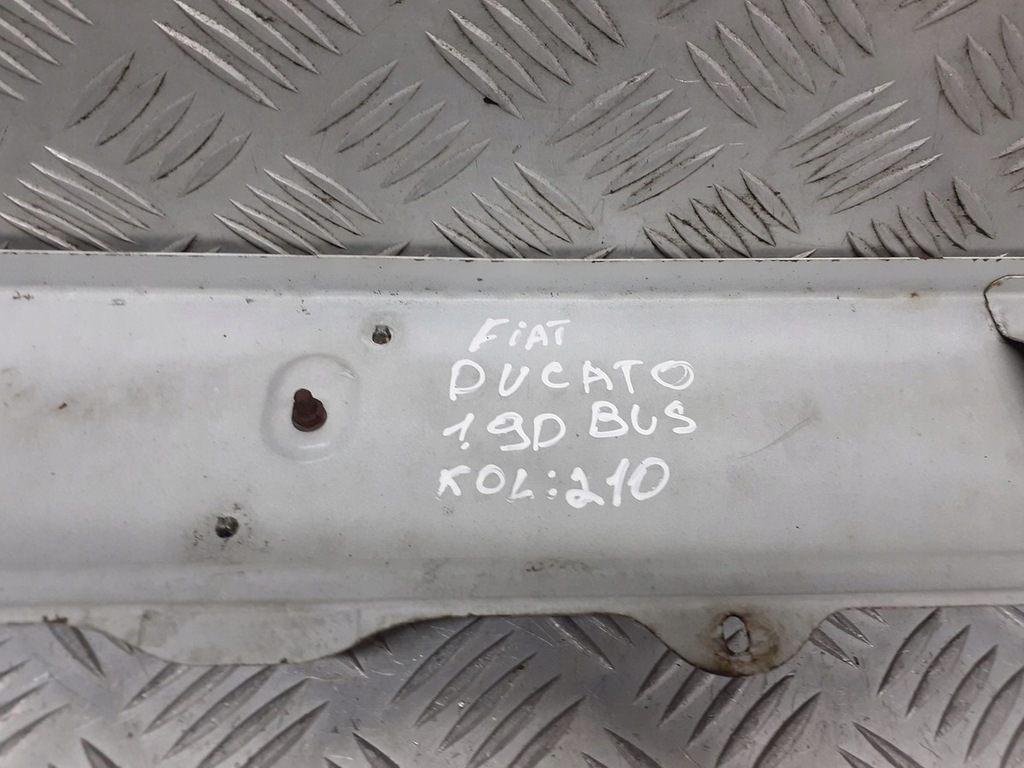 FiAT
DUCATO
1.9D BUS
KOL:210